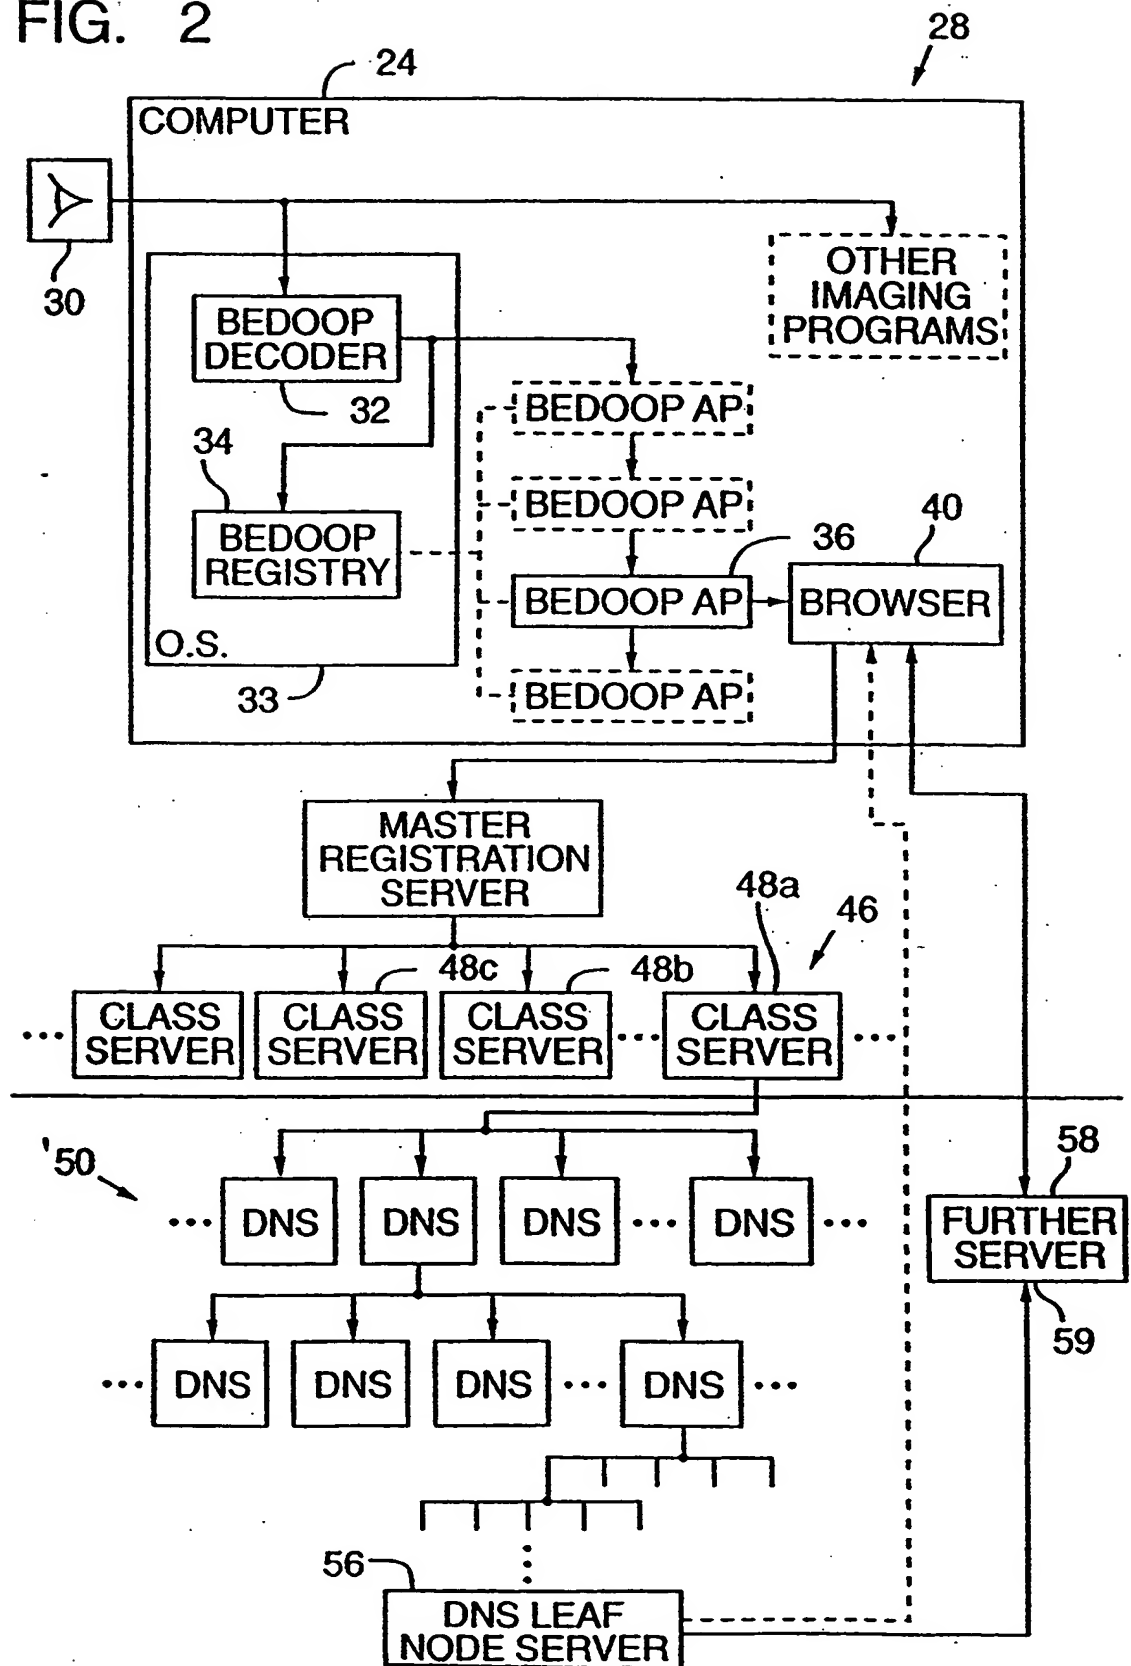 FIG. 2
28
24
COMPUTER
30
OTHER
IMAGING
PROGRAMS
BEDOOP
DECODER
32
BEDOOP AP
34
BEDOOP AP
40
BEDOOP
REGISTRY
36
BEDOOP AP
BROWSER
O.S.
33
BEDOOP AP
MASTER
REGISTRATION
SERVER
48a
46
48c
48b
... CLASS
SERVER
CLASS
SERVER
CLASS
SERVER
... CLASS
SERVER ...
'50
58
... DNS DNS DNS ... DNS ...
FURTHER
SERVER
59
... DNS DNS DNS ... DNS ...
56
DNS LEAF
NODE SERVER